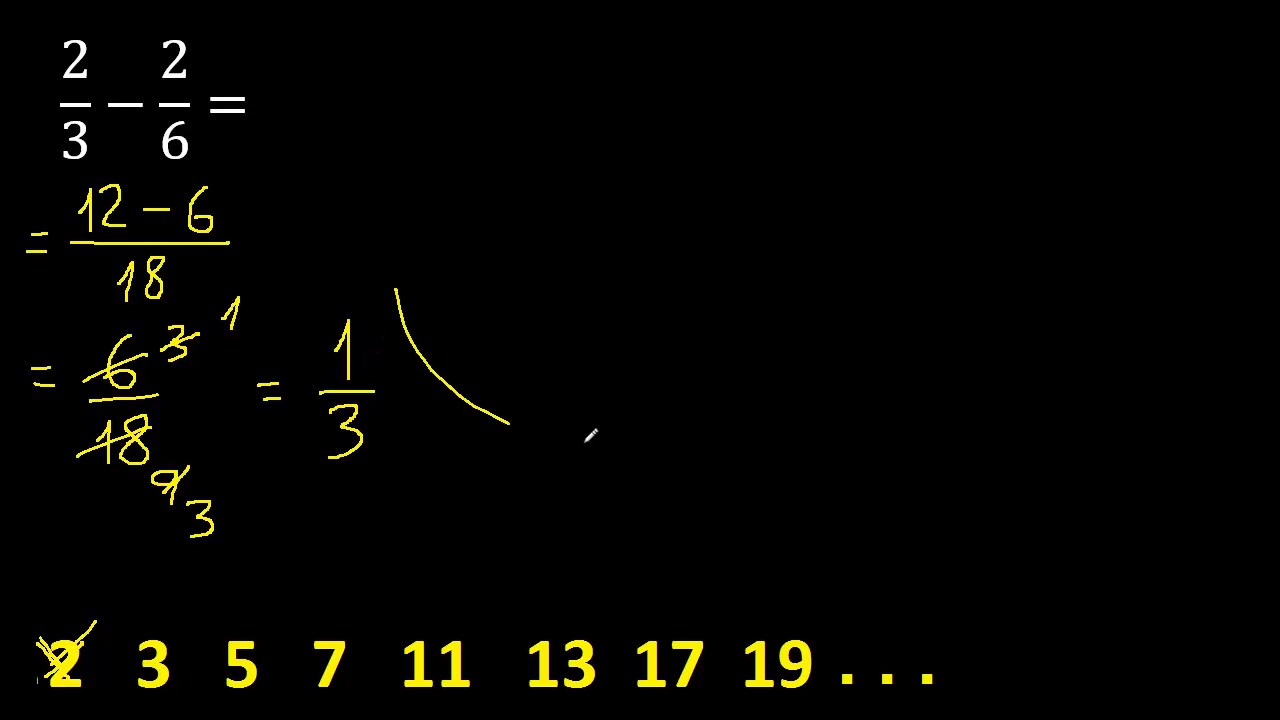 2/3 − 2/6 =
= 12 − 6 / 18
= 6/18 3 1 9 3 = 1/3
2 3 5 7 11 13 17 19 . . .